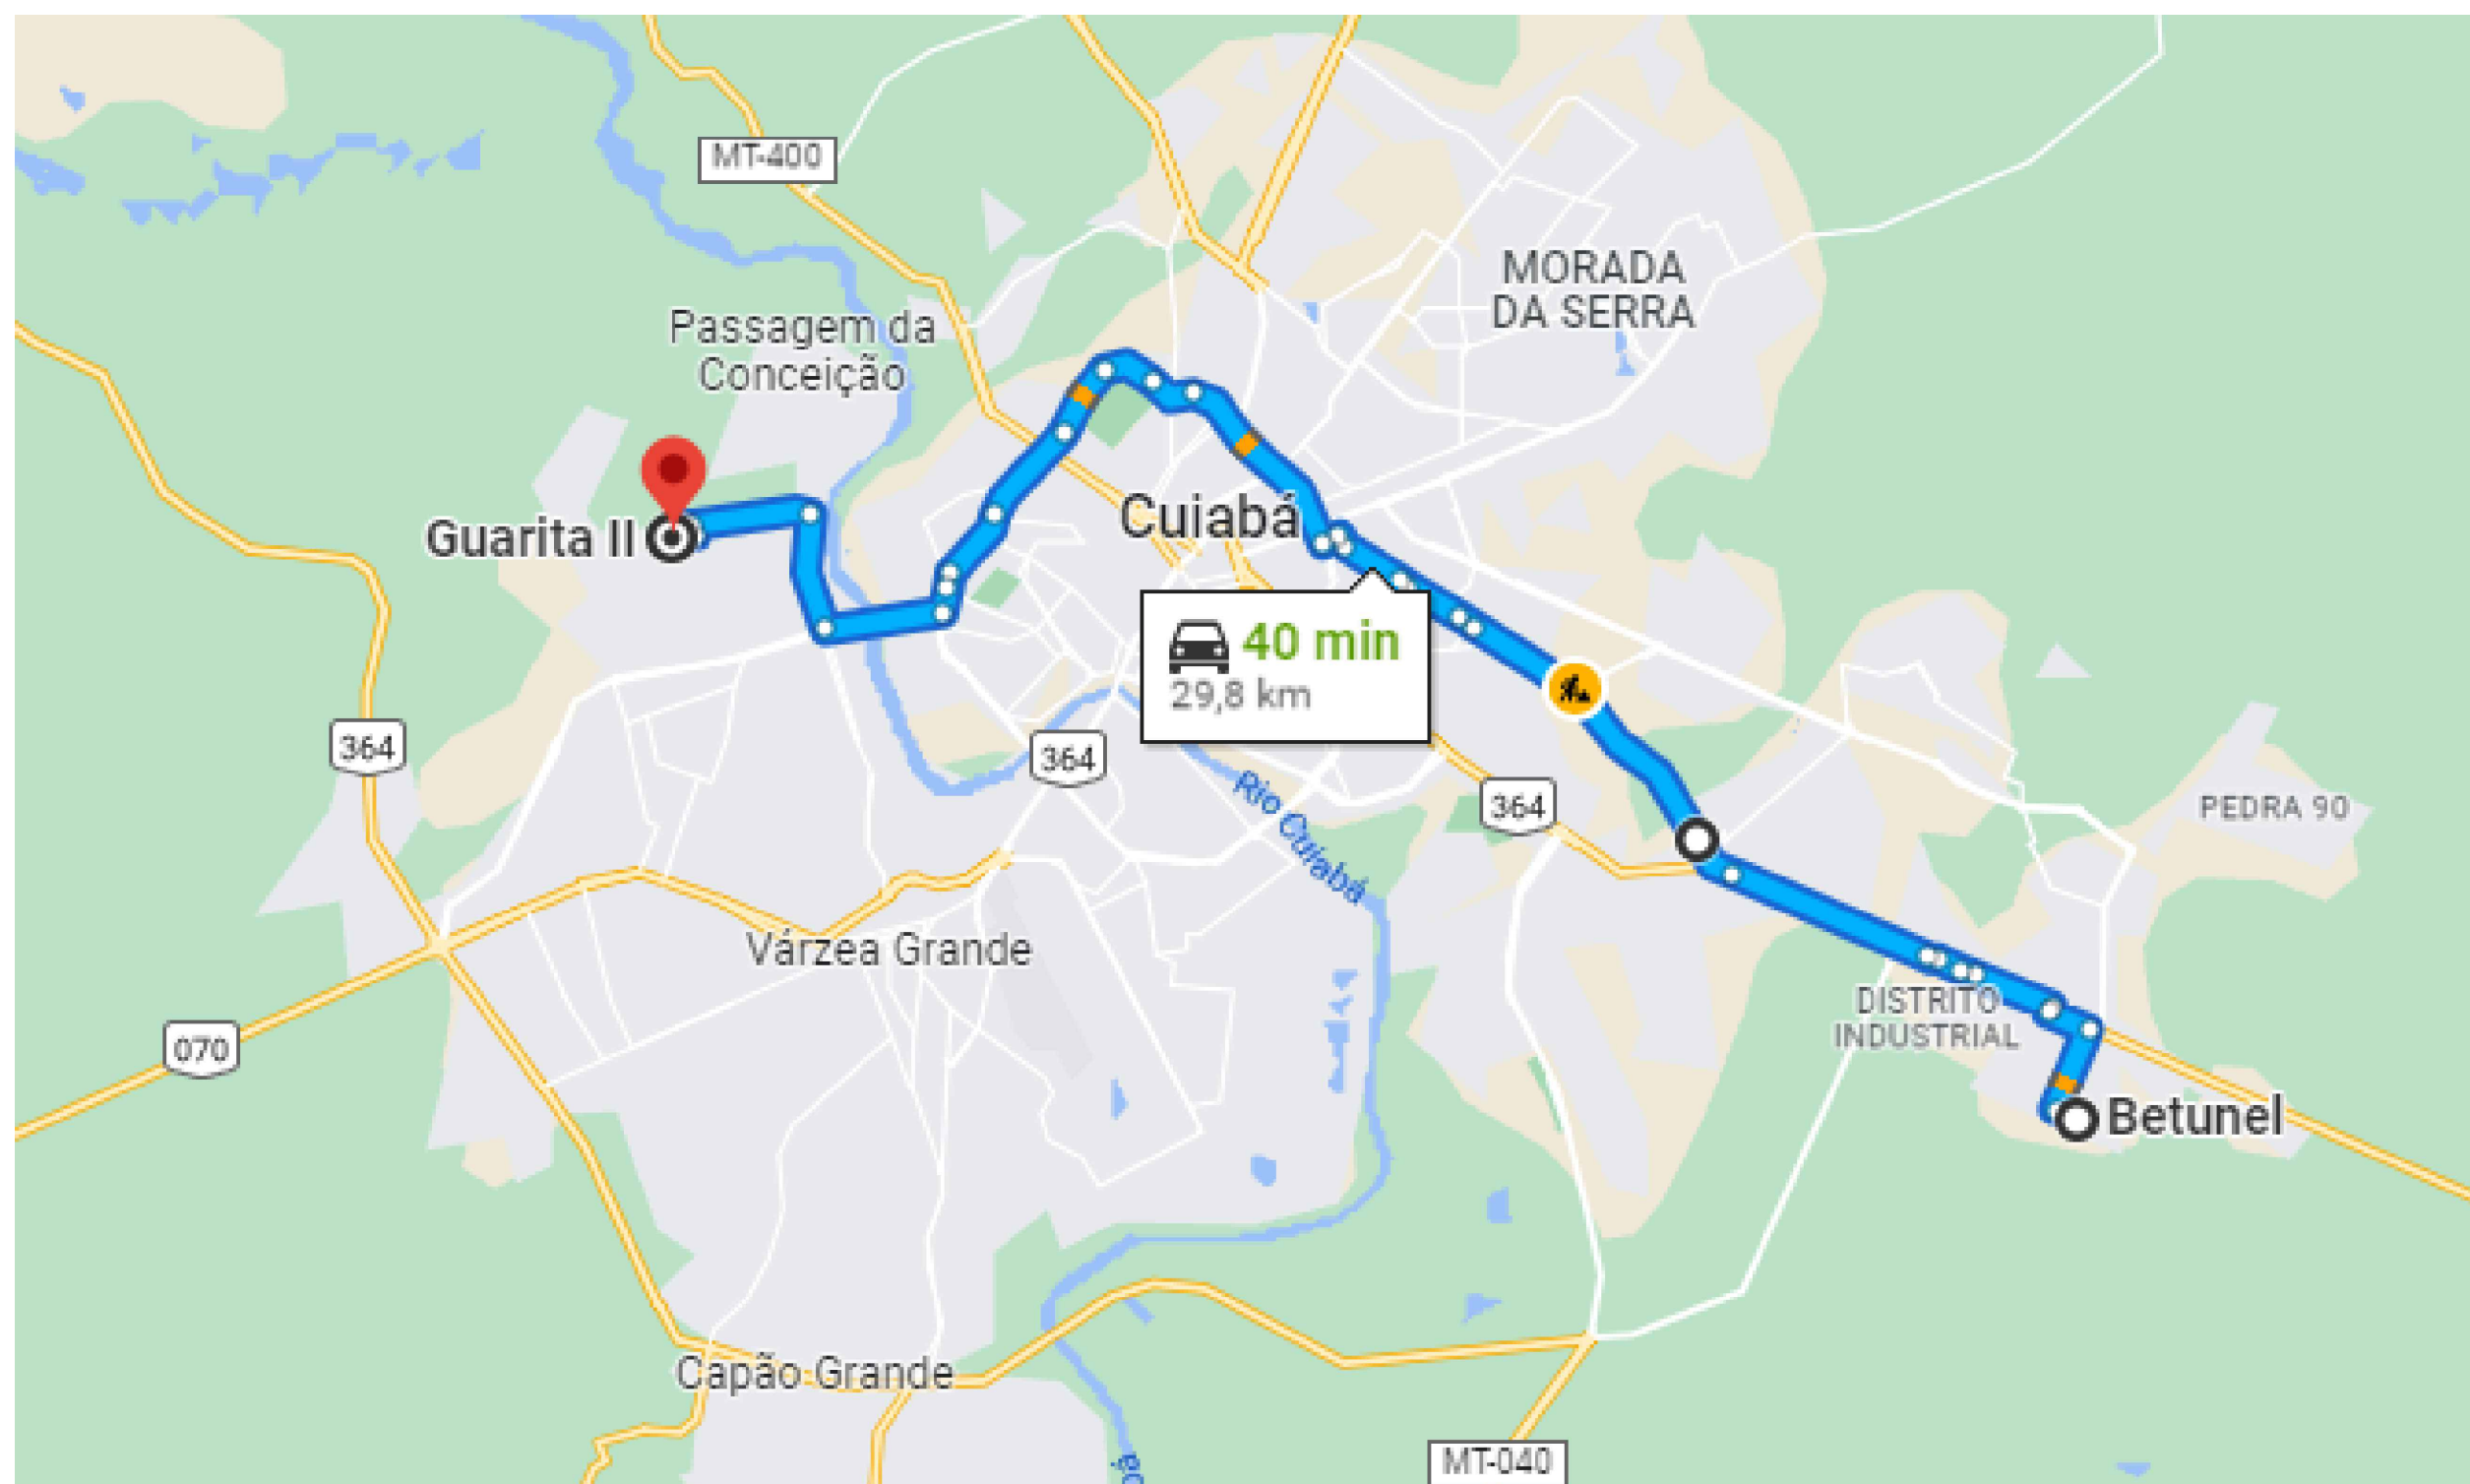 MT-400
MORADA
DA SERRA
Passagem da
Conceição
Cuiabá
Guarita II
40 min
29,8 km
364
364
364
Rio Cuiabá
PEDRA 90
Várzea Grande
DISTRITO
INDUSTRIAL
070
Betunel
Capão Grande
MT-040